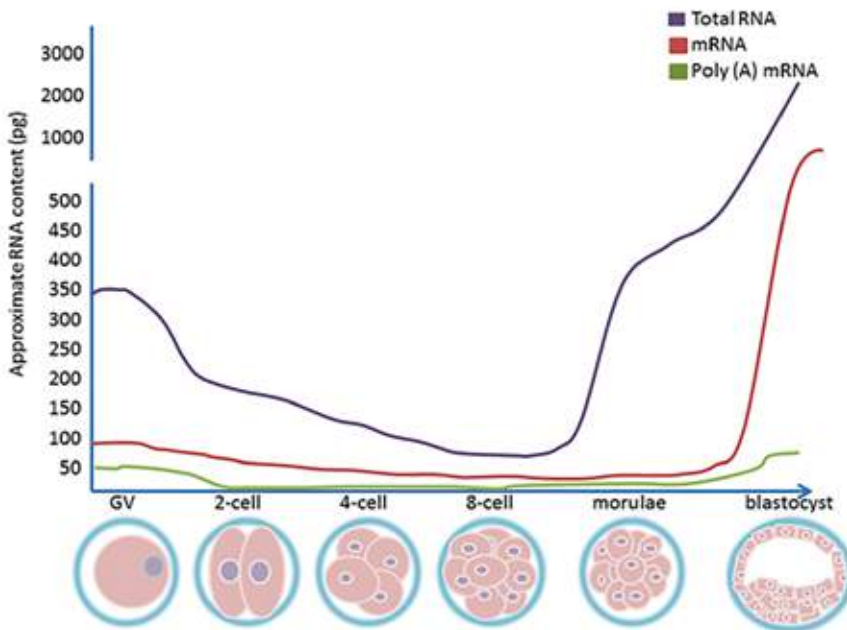 Total RNA
mRNA
Poly (A) mRNA
Approximate RNA content (pg)
3000
2000
1000
500
450
400
350
300
250
200
150
100
50
GV 2-cell 4-cell 8-cell morulae blastocyst